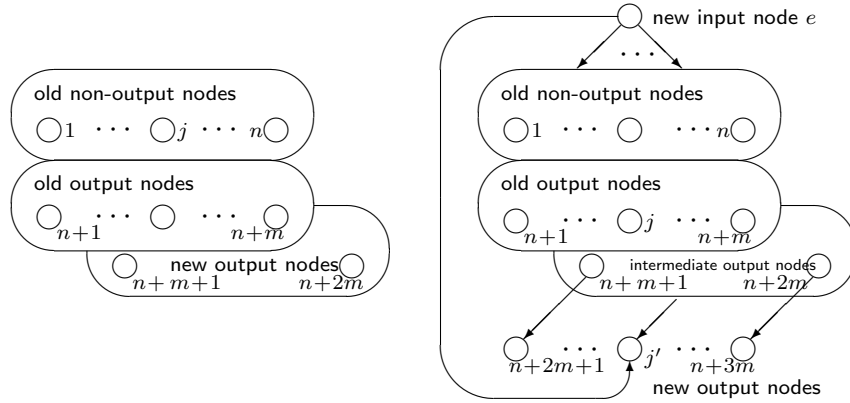 old non-output nodes
1 ··· j ··· n
old output nodes
··· ···
n+1 n+m
new output nodes
n+m+1 n+2m
new input node e
···
old non-output nodes
1 ··· ··· n
old output nodes
··· j ···
n+1 n+m
intermediate output nodes
n+m+1 n+2m
··· j′ ···
n+2m+1 n+3m
new output nodes